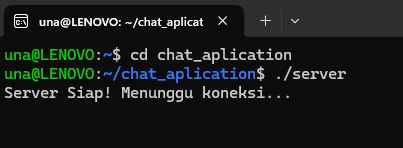 una@LENOVO: ~/chat_aplicat
una@LENOVO:~$ cd chat_aplication
una@LENOVO:~/chat_aplication$ ./server
Server Siap! Menunggu koneksi...